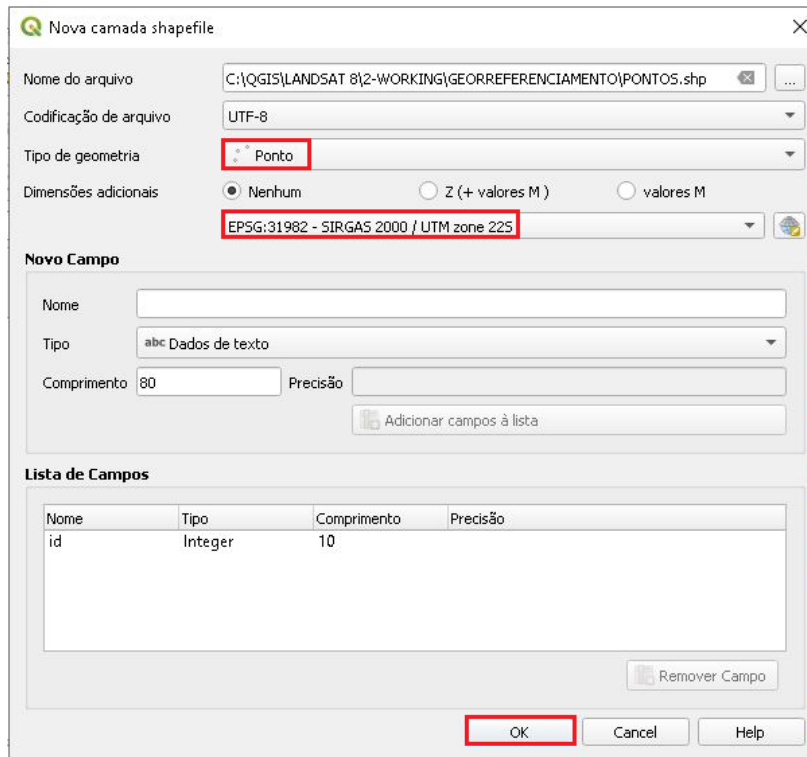 Nova camada shapefile
Nome do arquivo C:\QGIS\LANDSAT 8\2-WORKING\GEORREFERENCIAMENTO\PONTOS.shp ...
Codificação de arquivo UTF-8
Tipo de geometria Ponto
Dimensões adicionais Nenhum Z (+ valores M ) valores M
EPSG:31982 - SIRGAS 2000 / UTM zone 22S
Novo Campo
Nome
Tipo abc Dados de texto
Comprimento 80 Precisão
Adicionar campos à lista
Lista de Campos
Nome Tipo Comprimento Precisão
id Integer 10
Remover Campo
OK Cancel Help